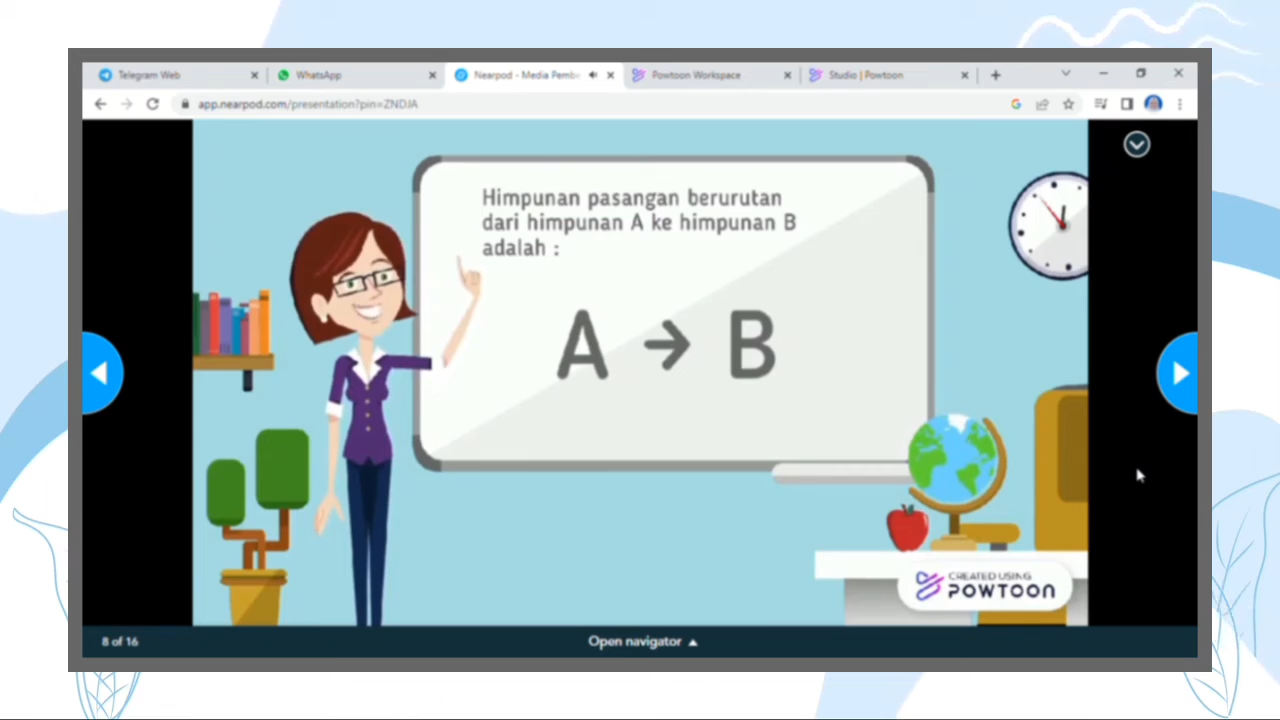 Telegram Web
WhatsApp
Nearpod - Media Pembe
Powtoon Workspace
Studio | Powtoon
app.nearpod.com/presentation?pin=ZNDJA
Himpunan pasangan berurutan
dari himpunan A ke himpunan B
adalah :
A → B
CREATED USING
POWTOON
8 of 16
Open navigator